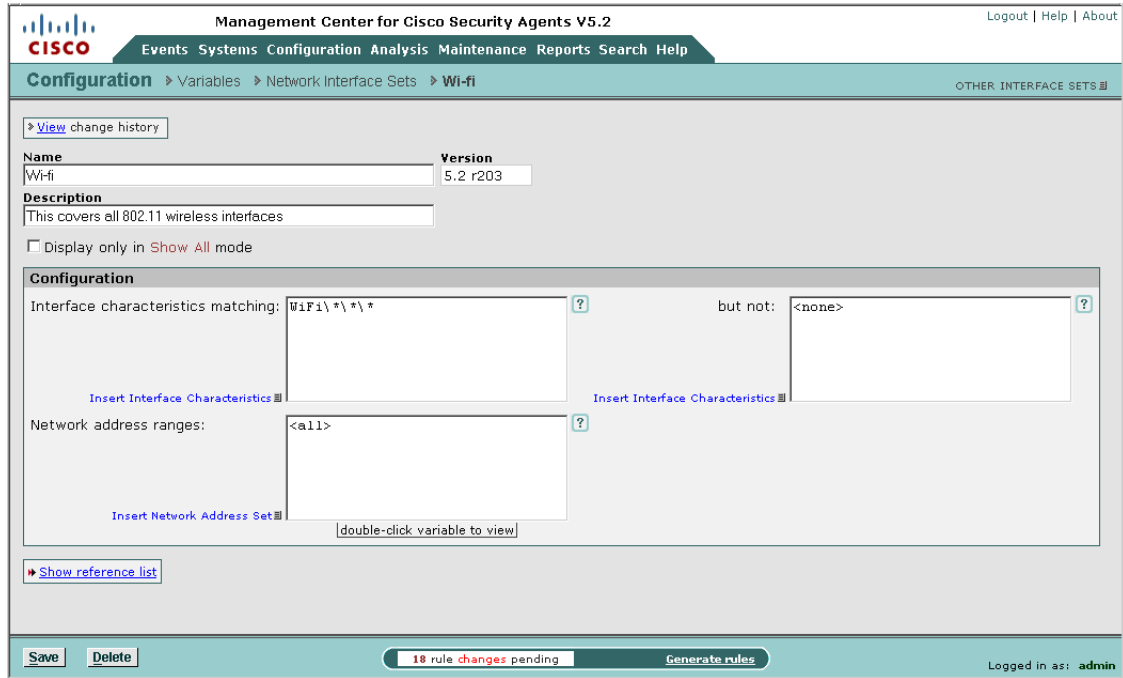 Management Center for Cisco Security Agents V5.2
Logout | Help | About
CISCO
Events Systems Configuration Analysis Maintenance Reports Search Help
Configuration > Variables > Network Interface Sets > Wi-fi
OTHER INTERFACE SETS
View change history
Name Version
Wi-fi 5.2 r203
Description
This covers all 802.11 wireless interfaces
Display only in Show All mode
Configuration
Interface characteristics matching: WiFi\*\*\* ? but not: <none> ?
Insert Interface Characteristics Insert Interface Characteristics
Network address ranges: <all> ?
Insert Network Address Set
double-click variable to view
Show reference list
Save Delete 18 rule changes pending Generate rules
Logged in as: admin